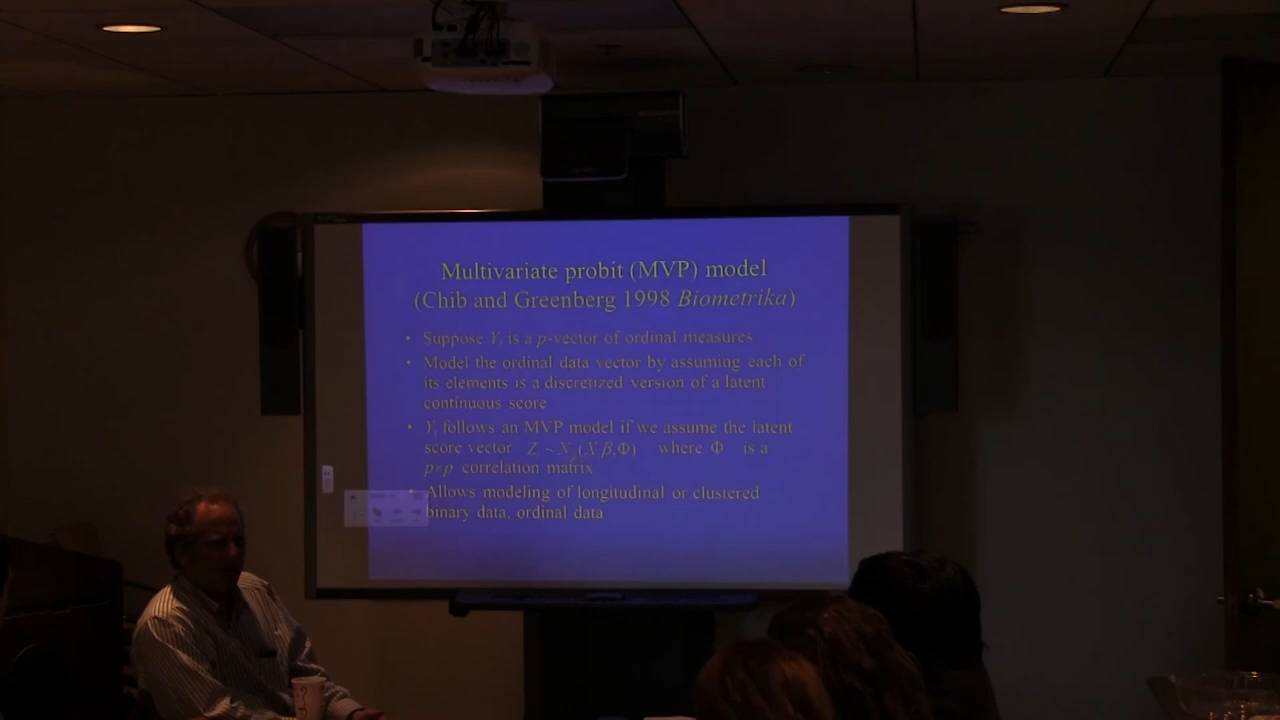 Multivariate probit (MVP) model
(Chib and Greenberg 1998 Biometrika)
• Suppose Yᵢ is a p-vector of ordinal measures
• Model the ordinal data vector by assuming each of
its elements is a discretized version of a latent
continuous score
• Yᵢ follows an MVP model if we assume the latent
score vector Zᵢ ~ Nₚ(Xᵢβ,Φ) where Φ is a
p×p correlation matrix
• Allows modeling of longitudinal or clustered
binary data, ordinal data